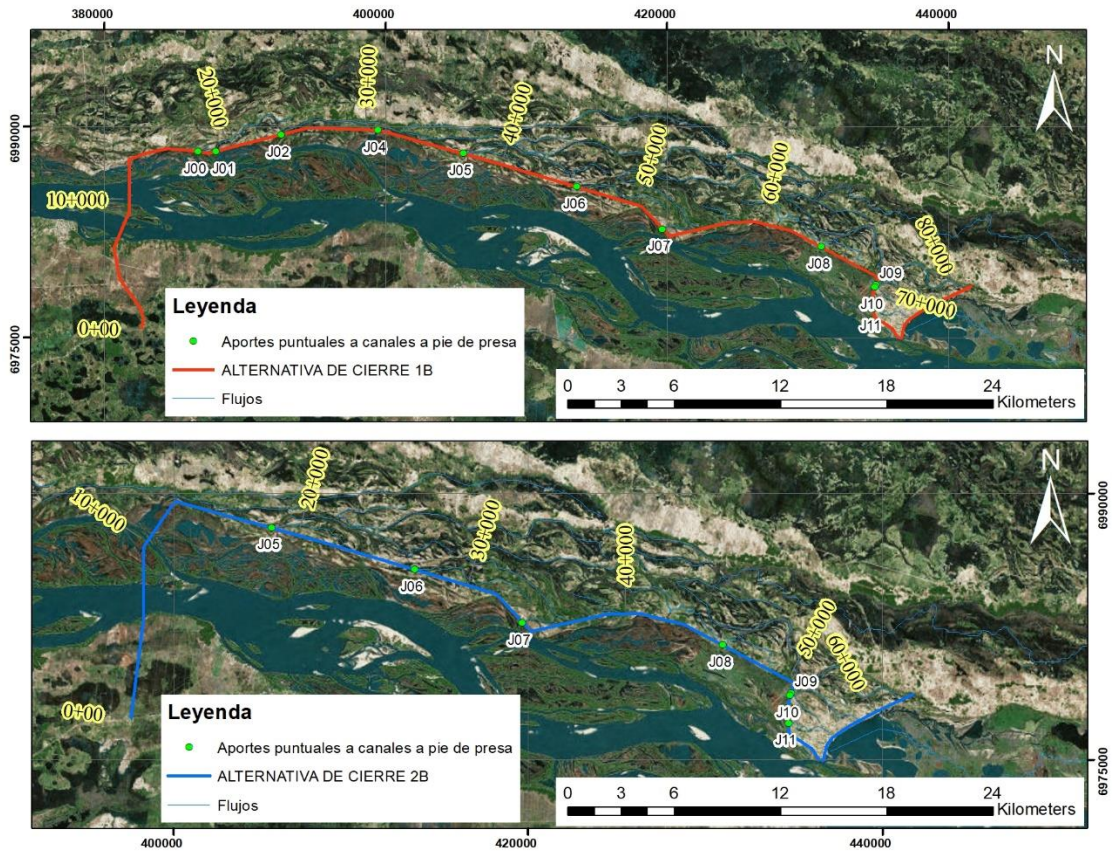 380000 400000 420000 440000
6990000
6975000
10+000
0+00
20+000
30+000
40+000
50+000
60+000
70+000
80+000
J00
J01
J02
J04
J05
J06
J07
J08
J09
J10
J11
N
Leyenda
Aportes puntuales a canales a pie de presa
ALTERNATIVA DE CIERRE 1B
Flujos
0 3 6 12 18 24
Kilometers
6990000
6975000
0+00
10+000
20+000
30+000
40+000
50+000
60+000
J05
J06
J07
J08
J09
J10
J11
N
Leyenda
Aportes puntuales a canales a pie de presa
ALTERNATIVA DE CIERRE 2B
Flujos
0 3 6 12 18 24
Kilometers
400000 420000 440000